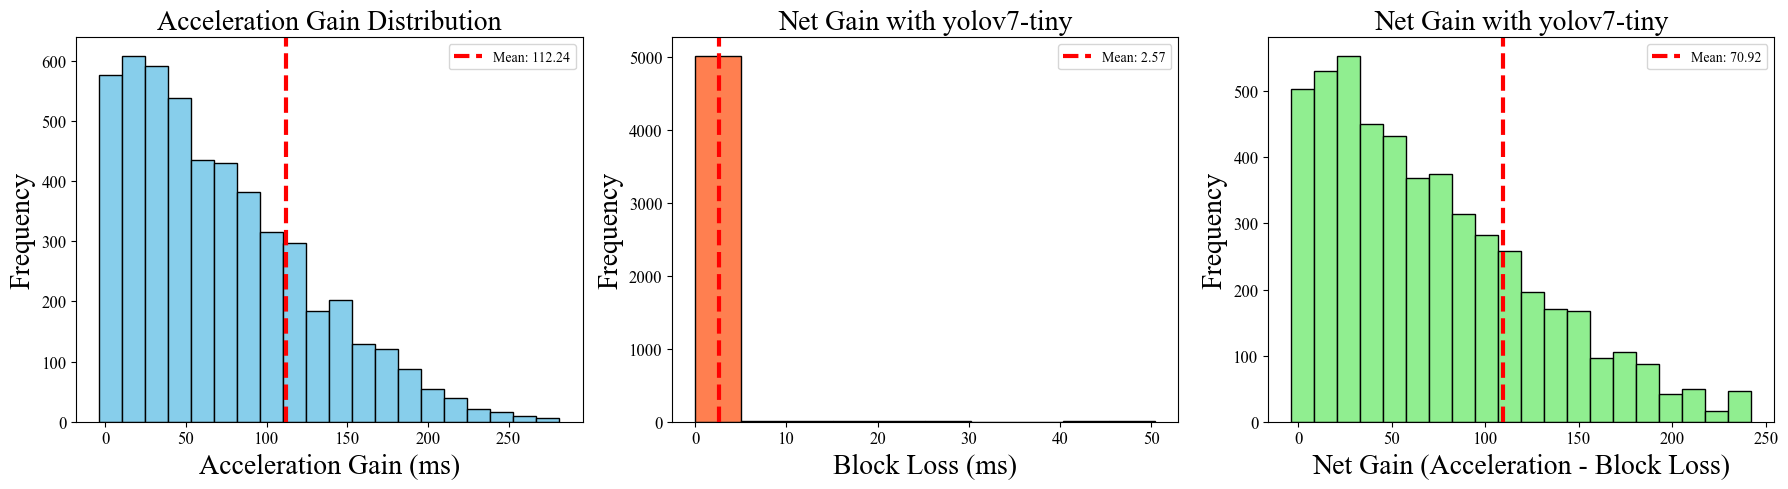 Acceleration Gain Distribution
Mean: 112.24
Frequency
600
500
400
300
200
100
0
0 50 100 150 200 250
Acceleration Gain (ms)
Net Gain with yolov7-tiny
Mean: 2.57
Frequency
5000
4000
3000
2000
1000
0
0 10 20 30 40 50
Block Loss (ms)
Net Gain with yolov7-tiny
Mean: 70.92
Frequency
500
400
300
200
100
0
0 50 100 150 200 250
Net Gain (Acceleration - Block Loss)